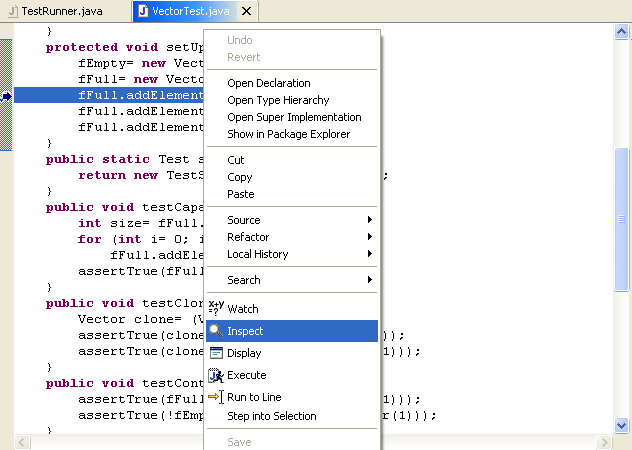 TestRunner.java
VectorTest.java
}
protected void setUp
fEmpty= new Vect
fFull= new Vecto
fFull.addElement
fFull.addElement
fFull.addElement
}
public static Test s
return new TestS ;
}
public void testCapa
int size= fFull.
for (int i= 0; i
fFull.addElem
assertTrue(fFull
}
public void testClon
Vector clone= (V
assertTrue(clone ));
assertTrue(clone 1)));
}
public void testCont
assertTrue(fFull 1)));
assertTrue(!fEmp r(1)));
Undo
Revert
Open Declaration
Open Type Hierarchy
Open Super Implementation
Show in Package Explorer
Cut
Copy
Paste
Source
Refactor
Local History
Search
x+y
=?
Watch
Inspect
Display
Execute
Run to Line
Step into Selection
Save